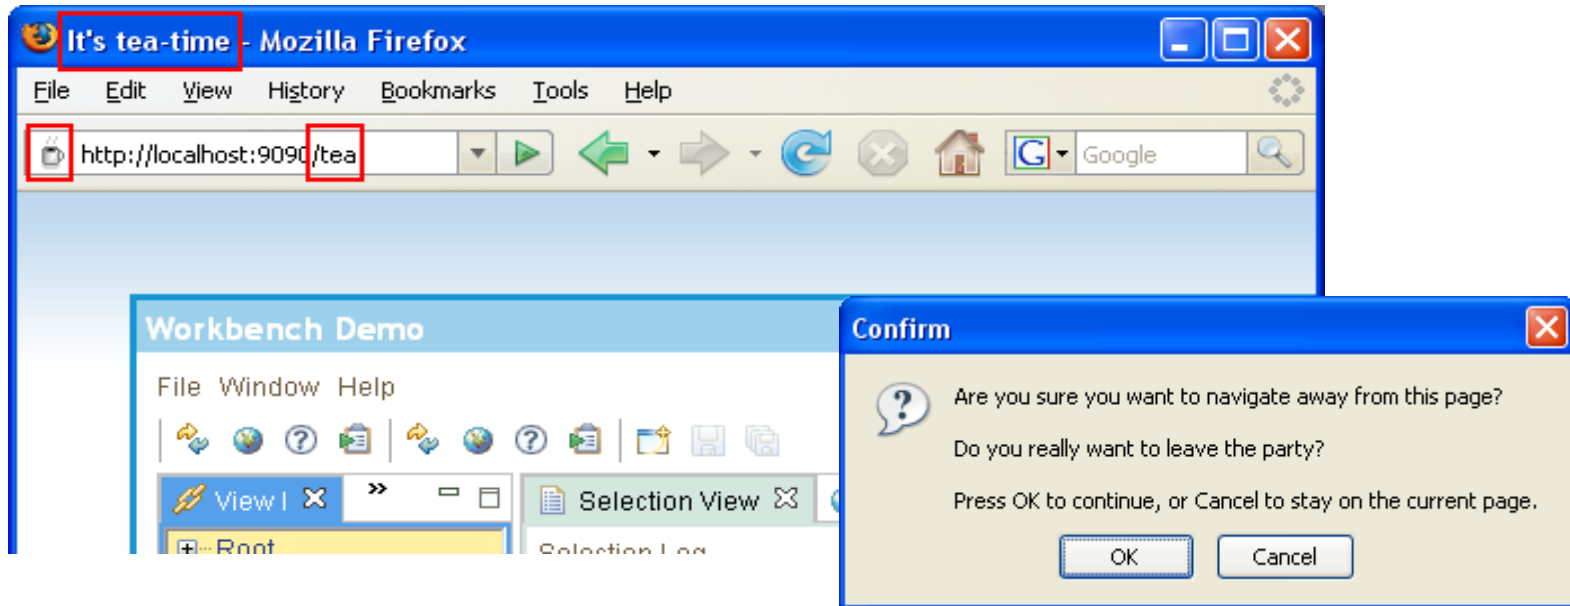 It's tea-time - Mozilla Firefox
File Edit View History Bookmarks Tools Help
http://localhost:9090/tea
G Google
Workbench Demo
File Window Help
View I
Selection View
Root
Selection Log
Confirm
Are you sure you want to navigate away from this page?
Do you really want to leave the party?
Press OK to continue, or Cancel to stay on the current page.
OK Cancel